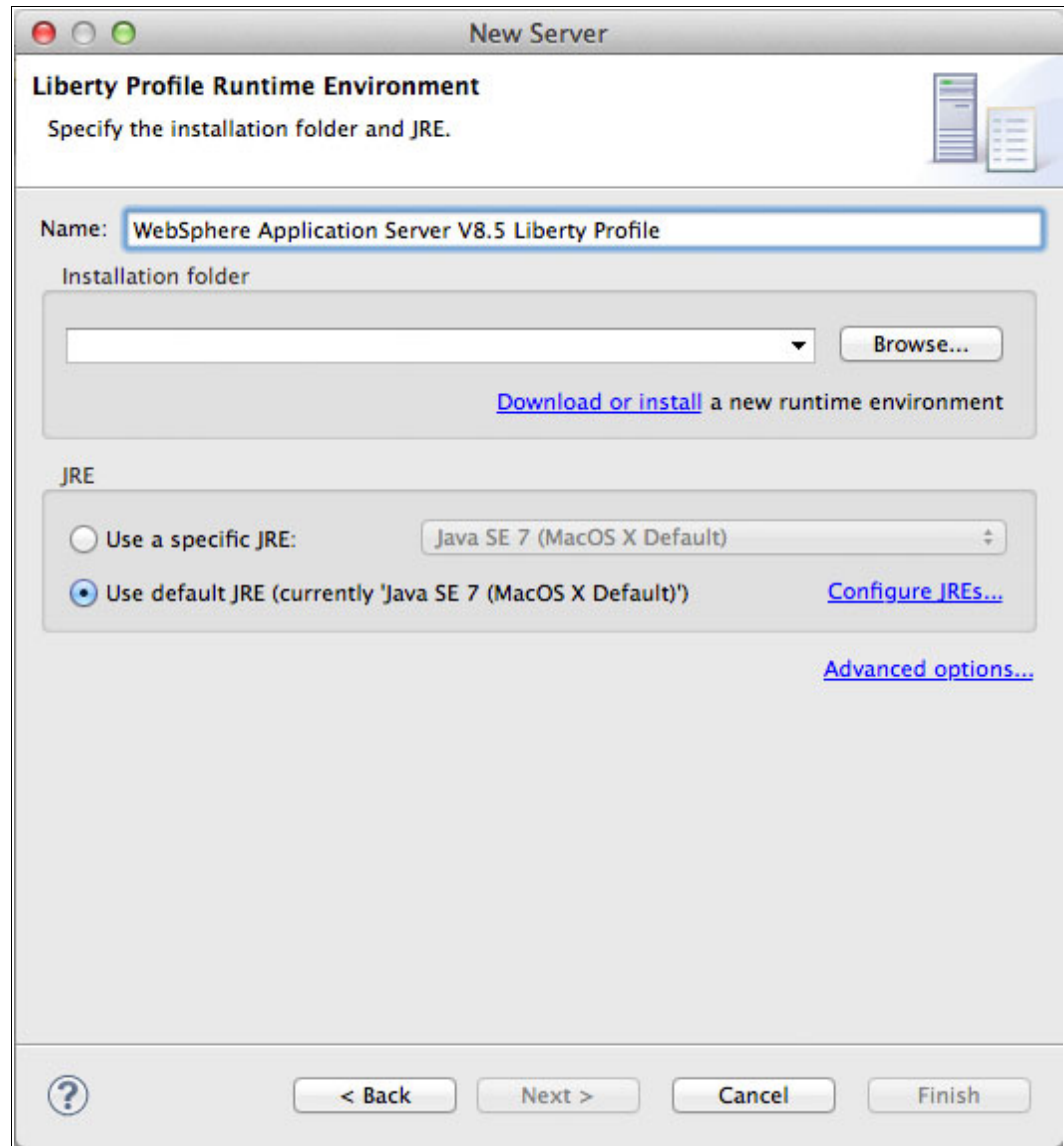 New Server
Liberty Profile Runtime Environment
Specify the installation folder and JRE.
Name: WebSphere Application Server V8.5 Liberty Profile
Installation folder
Browse...
Download or install a new runtime environment
JRE
Use a specific JRE: Java SE 7 (MacOS X Default)
Use default JRE (currently 'Java SE 7 (MacOS X Default)') Configure JREs...
Advanced options...
? < Back Next > Cancel Finish